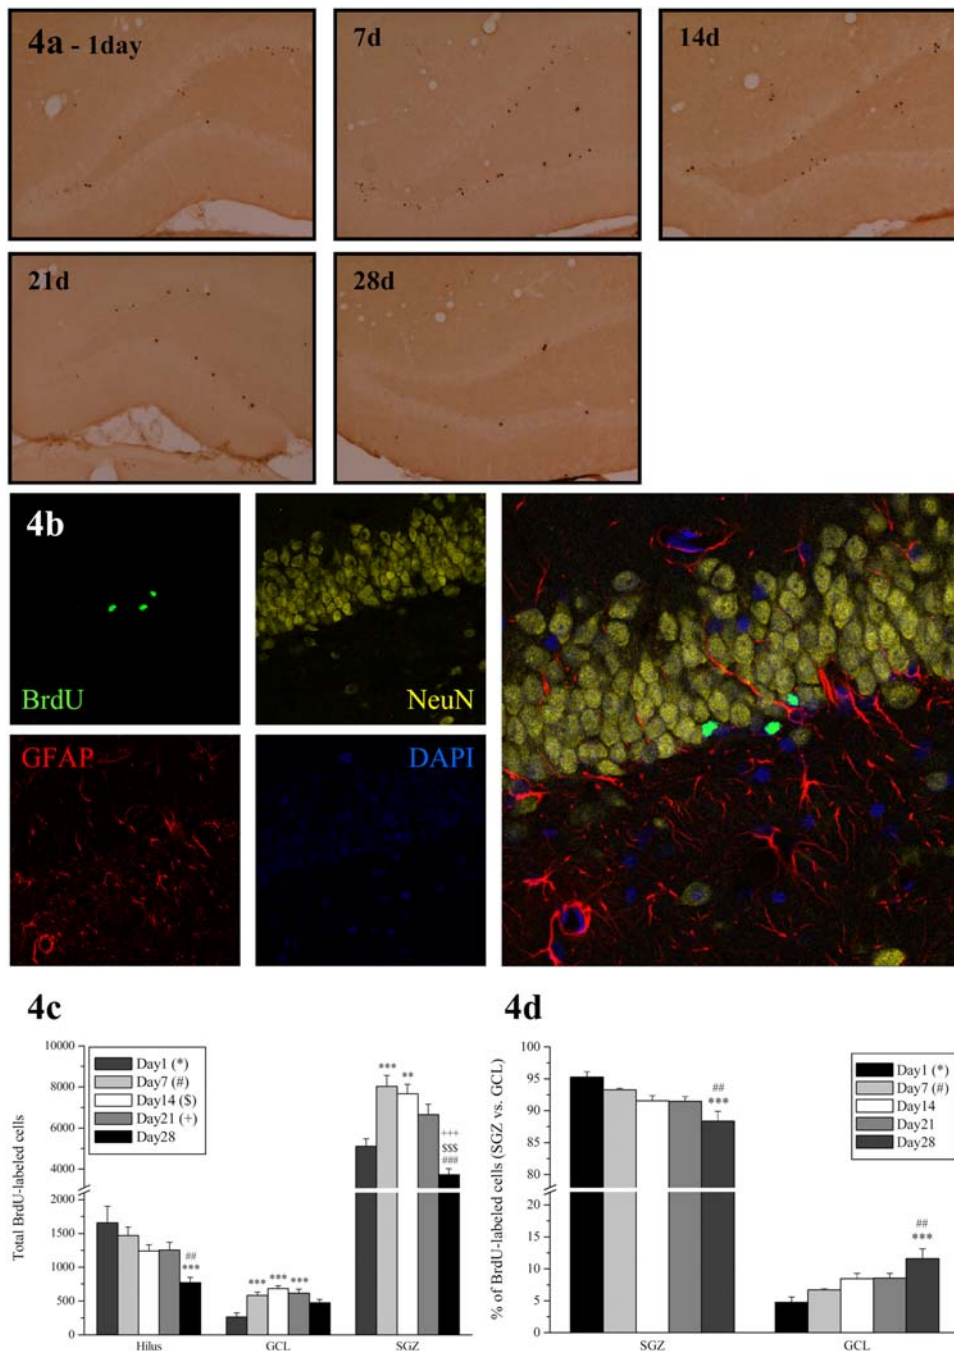 4a - 1day
7d
14d
21d
28d
4b
BrdU
NeuN
GFAP
DAPI
4c
10000
8000
6000
4000
2000
1500
1000
500
0
Total BrdU-labeled cells
Day1 (*)
Day7 (#)
Day14 ($)
Day21 (+)
Day28
##
***
***
***
***
***
**
+++
$$$
###
Hilus
GCL
SGZ
4d
100
95
90
85
80
75
20
15
10
5
0
% of BrdU-labeled cells (SGZ vs. GCL)
Day1 (*)
Day7 (#)
Day14
Day21
Day28
##
***
##
***
SGZ
GCL